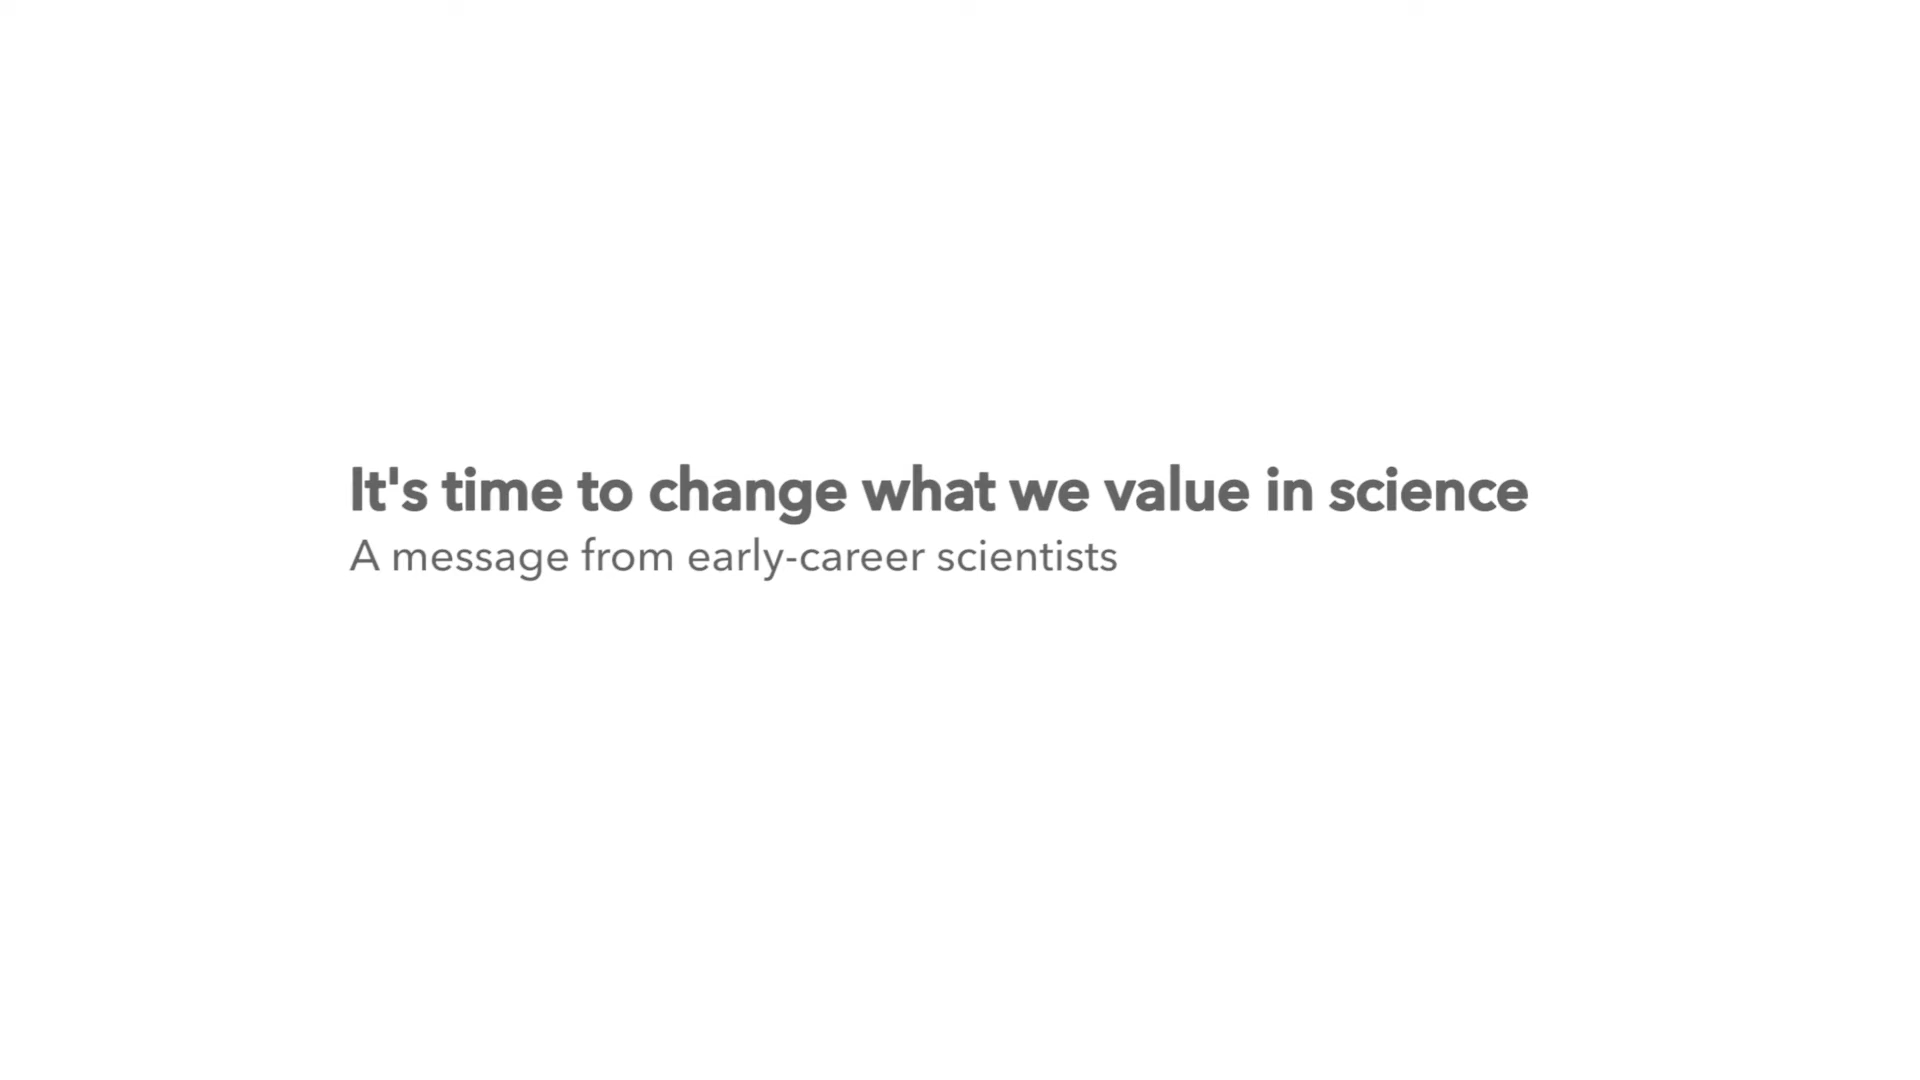 It's time to change what we value in science
A message from early-career scientists